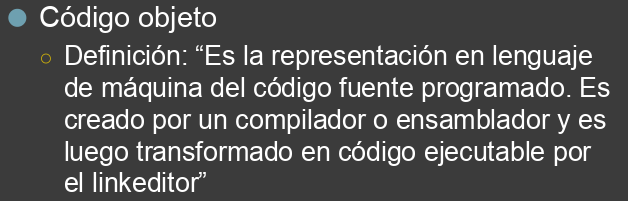 Código objeto
Definición: “Es la representación en lenguaje
de máquina del código fuente programado. Es
creado por un compilador o ensamblador y es
luego transformado en código ejecutable por
el linkeditor”